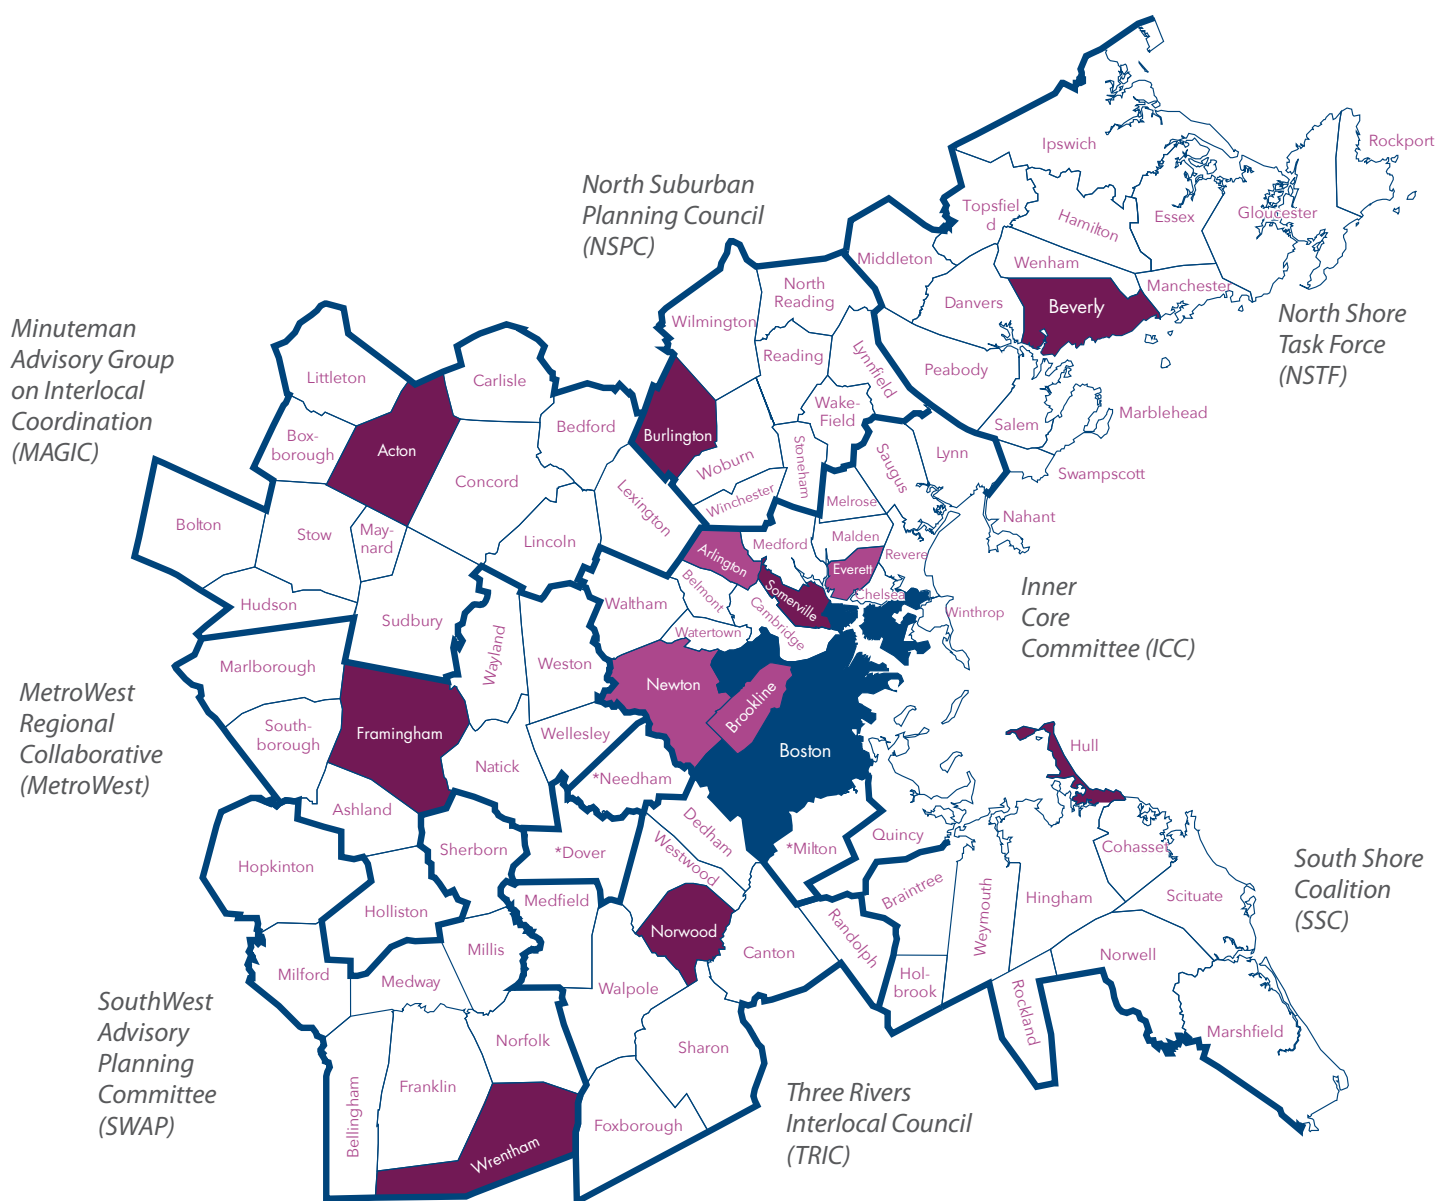 Rockport
Ipswich
North Suburban
Planning Council
(NSPC)
Topsfiel
d
Hamilton
Essex
Gloucester
Middleton
Wenham
North
Reading
Danvers
Beverly
Manchester
North Shore
Task Force
(NSTF)
Minuteman
Advisory Group
on Interlocal
Coordination
(MAGIC)
Wilmington
Reading
Lynnfield
Peabody
Littleton
Carlisle
Wake-
Field
Marblehead
Salem
Bedford
Burlington
Box-
borough
Acton
Woburn
Stoneham
Saugus
Lynn
Swampscott
Concord
Lexington
Winchester
Melrose
Nahant
Bolton
Stow
May-
nard
Lincoln
Arlington
Medford
Malden
Revere
Everett
Chelsea
Belmont
Somerville
Cambridge
Winthrop
Inner
Core
Committee (ICC)
Hudson
Sudbury
Waltham
Watertown
Marlborough
Wayland
Weston
Newton
Brookline
Boston
MetroWest
Regional
Collaborative
(MetroWest)
South-
borough
Framingham
Wellesley
Natick
*Needham
Hull
Ashland
Dedham
Westwood
*Milton
Quincy
Cohasset
Sherborn
*Dover
Hopkinton
Braintree
Weymouth
Hingham
Scituate
South Shore
Coalition
(SSC)
Holliston
Medfield
Norwood
Randolph
Canton
Millis
Norwell
Milford
Medway
Walpole
Hol-
brook
Rockland
SouthWest
Advisory
Planning
Committee
(SWAP)
Norfolk
Sharon
Marshfield
Bellingham
Franklin
Foxborough
Wrentham
Three Rivers
Interlocal Council
(TRIC)